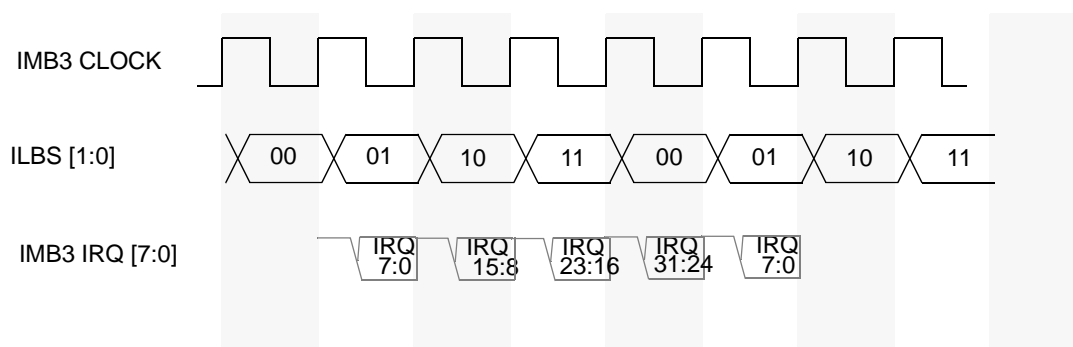 IMB3 CLOCK
ILBS [1:0] 00 01 10 11 00 01 10 11
IMB3 IRQ [7:0] IRQ IRQ IRQ IRQ IRQ
7:0 15:8 23:16 31:24 7:0